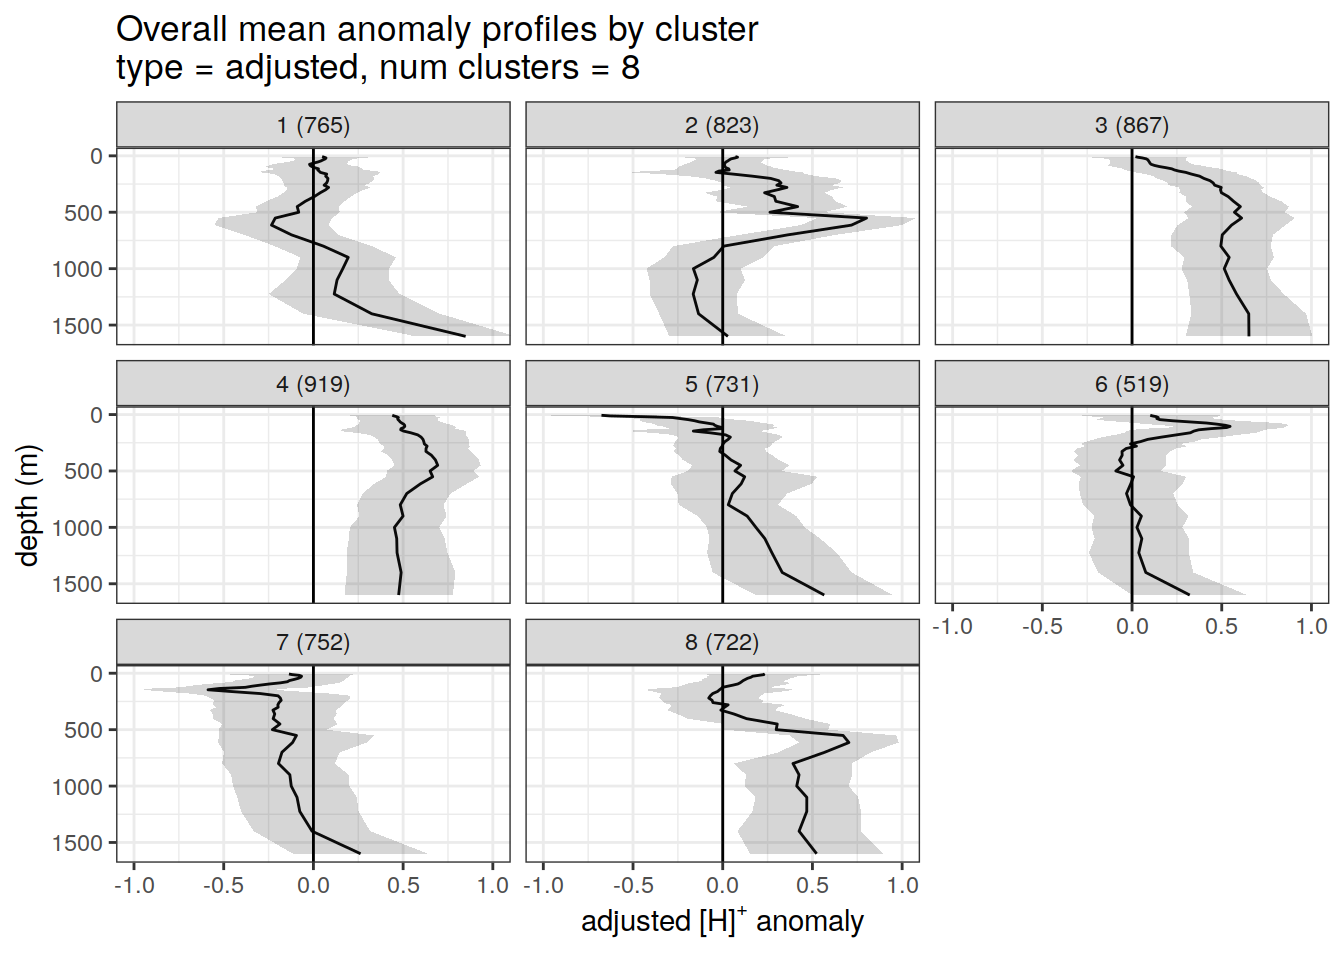 Overall mean anomaly profiles by cluster
type = adjusted, num clusters = 8
1 (765)
2 (823)
3 (867)
0
500
1000
1500
4 (919)
5 (731)
6 (519)
0
500
1000
1500
-1.0 -0.5 0.0 0.5 1.0
7 (752)
8 (722)
0
500
1000
1500
-1.0 -0.5 0.0 0.5 1.0
-1.0 -0.5 0.0 0.5 1.0
depth (m)
adjusted [H]⁺ anomaly